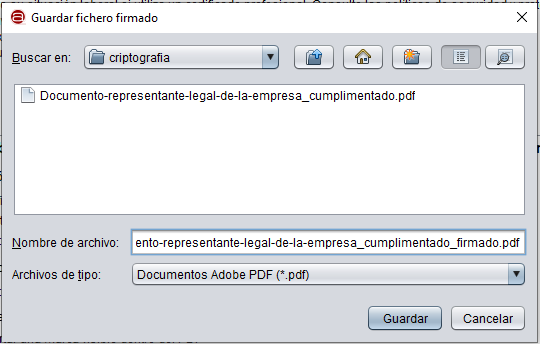 Guardar fichero firmado
Buscar en: criptografia
Documento-representante-legal-de-la-empresa_cumplimentado.pdf
Nombre de archivo: ento-representante-legal-de-la-empresa_cumplimentado_firmado.pdf
Archivos de tipo: Documentos Adobe PDF (*.pdf)
Guardar Cancelar